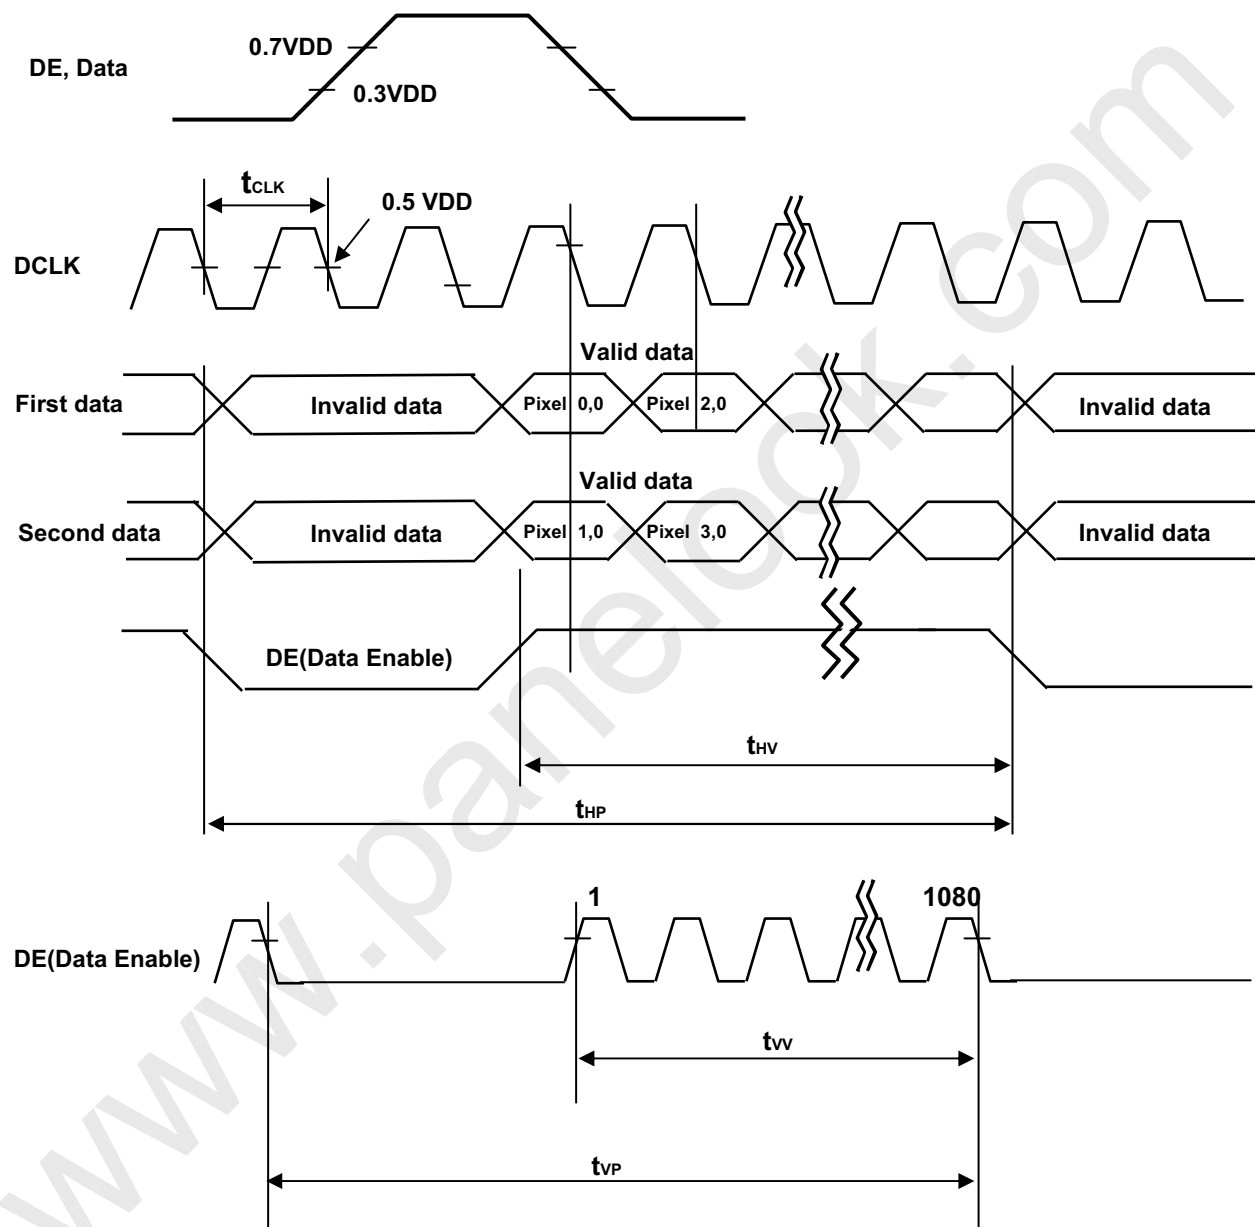 0.7VDD
DE, Data
0.3VDD
tCLK
0.5 VDD
DCLK
Valid data
First data
Invalid data
Pixel 0,0
Pixel 2,0
Invalid data
Valid data
Second data
Invalid data
Pixel 1,0
Pixel 3,0
Invalid data
DE(Data Enable)
tHV
tHP
1
1080
DE(Data Enable)
tVV
tVP
www.panelook.com